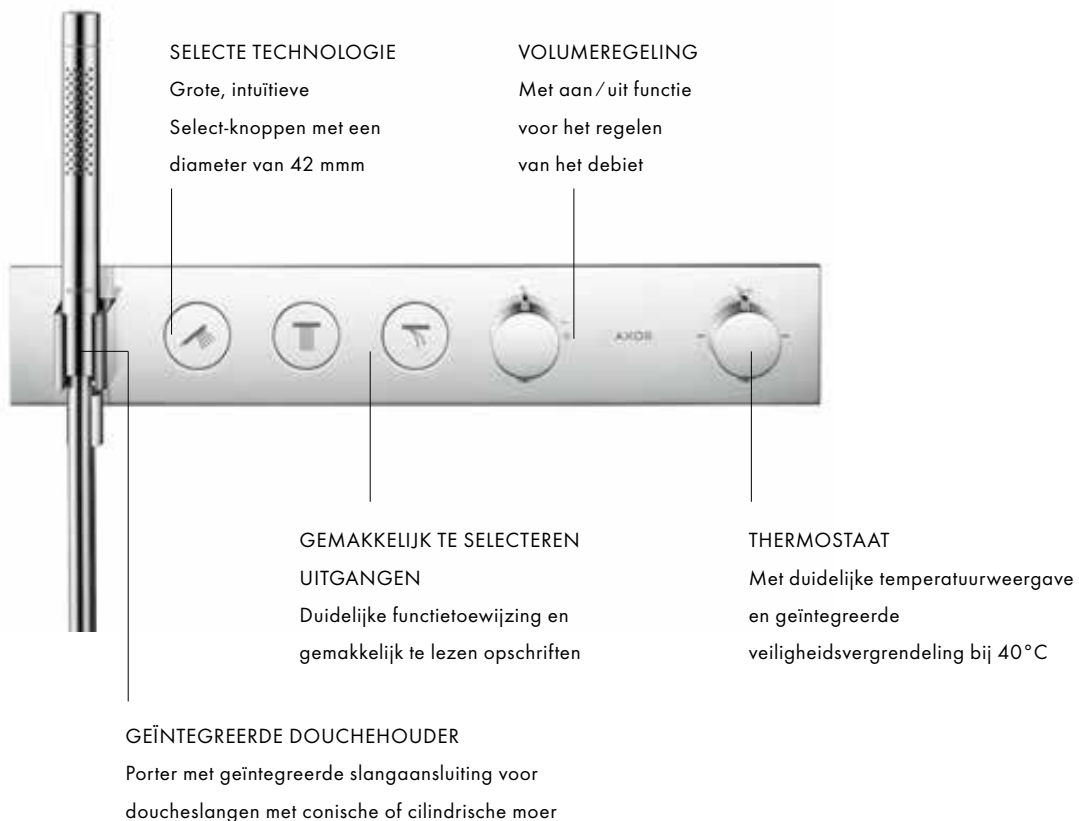 SELECTE TECHNOLOGIE
Grote, intuïtieve
Select-knoppen met een
diameter van 42 mmm
VOLUMEREGELING
Met aan/uit functie
voor het regelen
van het debiet
AXOR
GEMAKKELIJK TE SELECTEREN
UITGANGEN
Duidelijke functietoewijzing en
gemakkelijk te lezen opschriften
THERMOSTAAT
Met duidelijke temperatuurweergave
en geïntegreerde
veiligheidsvergrendeling bij 40°C
GEÏNTEGREERDE DOUCHEHOUDER
Porter met geïntegreerde slangaansluiting voor
doucheslangen met conische of cilindrische moer